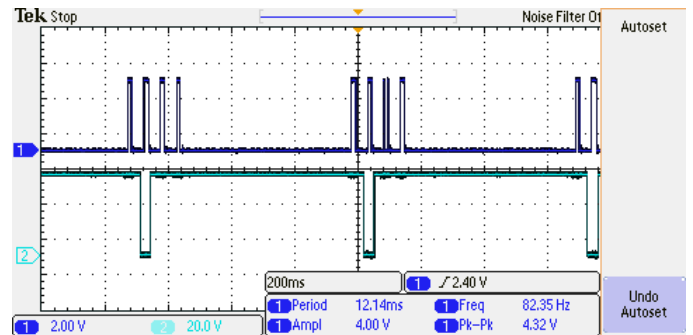 Tek Stop Noise Filter Of
Autoset
1
2
200ms 1 2.40 V
1 Period 12.14ms 1 Freq 82.35 Hz
1 Ampl 4.00 V 1 Pk-Pk 4.32 V
1 2.00 V 2 20.0 V
Undo
Autoset